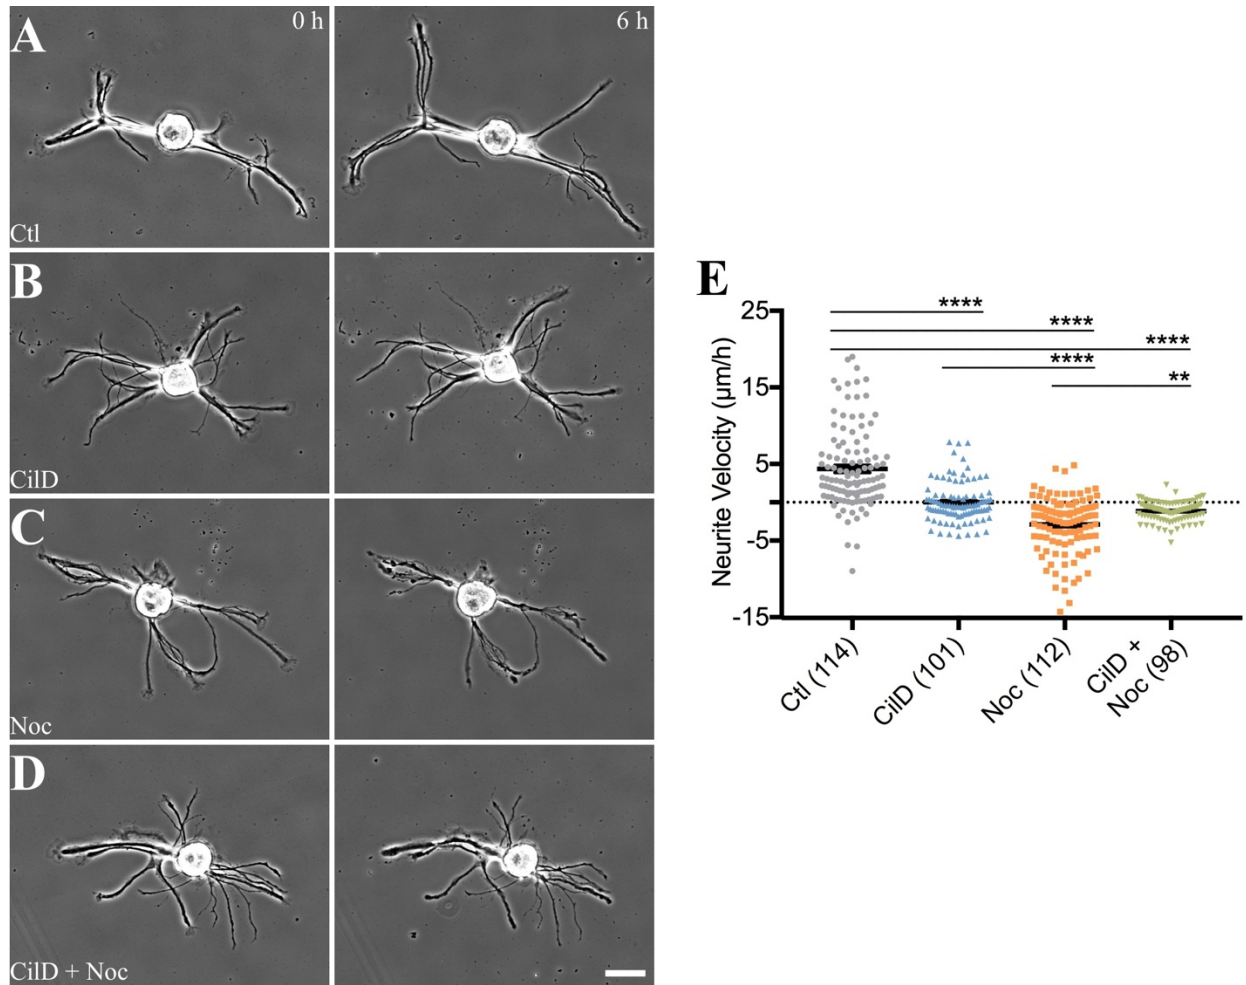 A
0 h
6 h
Ctl
B
CilD
C
Noc
D
CilD + Noc
E
Neurite Velocity (µm/h)
25
15
5
-5
-15
****
****
****
****
**
Ctl (114)
CilD (101)
Noc (112)
CilD +
Noc (98)